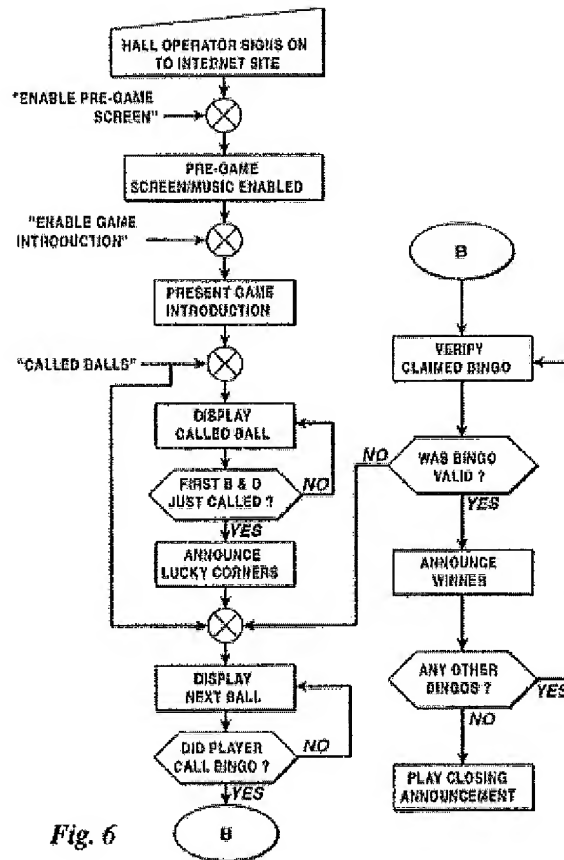 HALL OPERATOR SIGNS ON
TO INTERNET SITE
"ENABLE PRE-GAME
SCREEN"
PRE-GAME
SCREEN/MUSIC ENABLED
"ENABLE GAME
INTRODUCTION"
PRESENT GAME
INTRODUCTION
"CALLED BALLS"
DISPLAY
CALLED BALL
FIRST B & O
JUST CALLED ?
NO
YES
ANNOUNCE
LUCKY CORNERS
DISPLAY
NEXT BALL
DID PLAYER
CALL BINGO ?
NO
YES
B
Fig. 6
B
VERIFY
CLAIMED BINGO
WAS BINGO
VALID ?
NO
YES
ANNOUNCE
WINNER
ANY OTHER
BINGOS ?
YES
NO
PLAY CLOSING
ANNOUNCEMENT